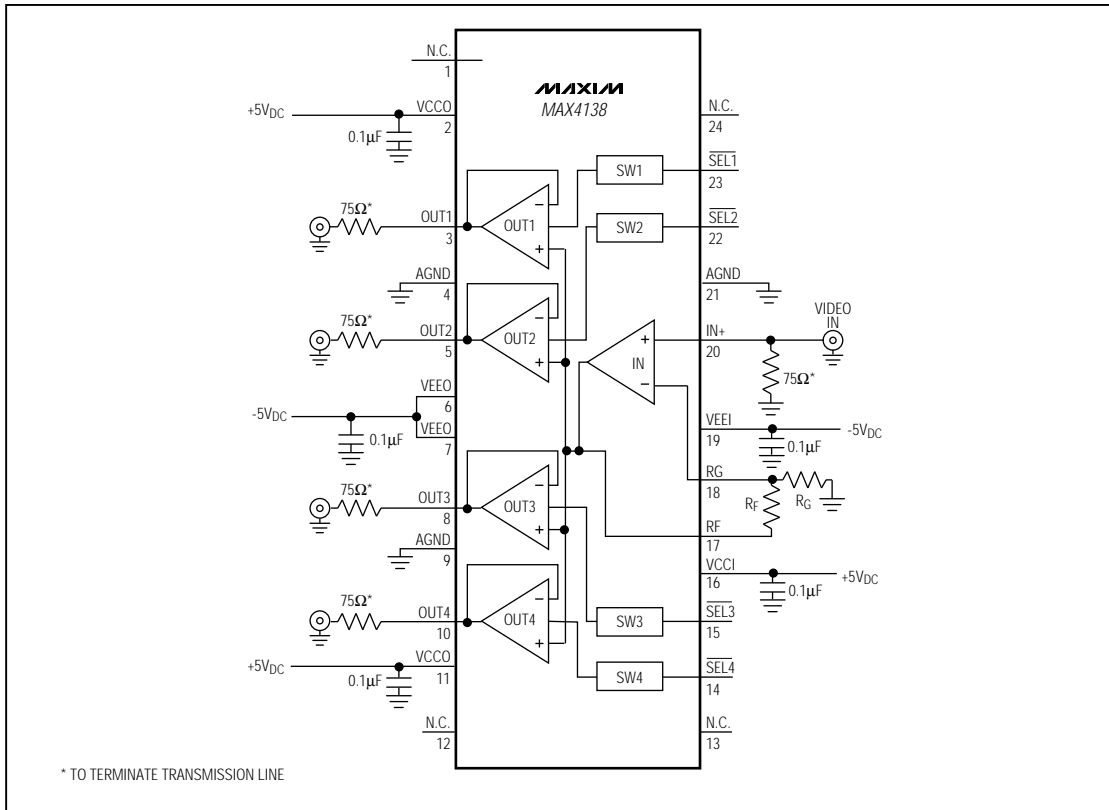 MAXIM
MAX4138
N.C.
1
+5VDC
VCCO
2
0.1µF
75Ω*
OUT1
3
AGND
4
75Ω*
OUT2
5
VEEO
6
-5VDC
VEEO
7
0.1µF
75Ω*
OUT3
8
AGND
9
75Ω*
OUT4
10
+5VDC
VCCO
11
0.1µF
N.C.
12
OUT1
−
+
OUT2
−
+
OUT3
−
+
OUT4
−
+
SW1
SW2
+
IN
−
SW3
SW4
N.C.
24
SEL1
23
SEL2
22
AGND
21
VIDEO
IN
IN+
20
75Ω*
VEEI
19
-5VDC
0.1µF
RG
18
RF
RG
RF
17
VCCI
16
+5VDC
0.1µF
SEL3
15
SEL4
14
N.C.
13
* TO TERMINATE TRANSMISSION LINE